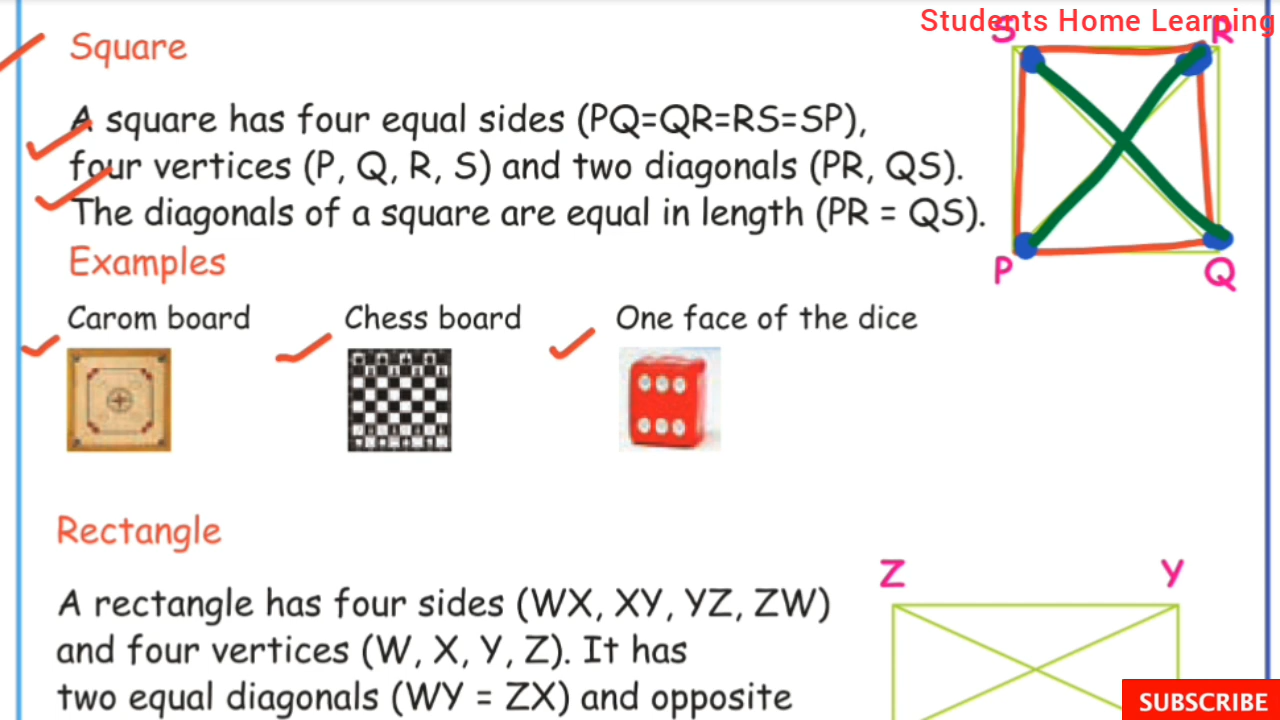 Students Home Learning
Square
S
R
A square has four equal sides (PQ=QR=RS=SP),
four vertices (P, Q, R, S) and two diagonals (PR, QS).
The diagonals of a square are equal in length (PR = QS).
P
Q
Examples
Carom board
Chess board
One face of the dice
Rectangle
Z
Y
A rectangle has four sides (WX, XY, YZ, ZW)
and four vertices (W, X, Y, Z). It has
two equal diagonals (WY = ZX) and opposite
SUBSCRIBE